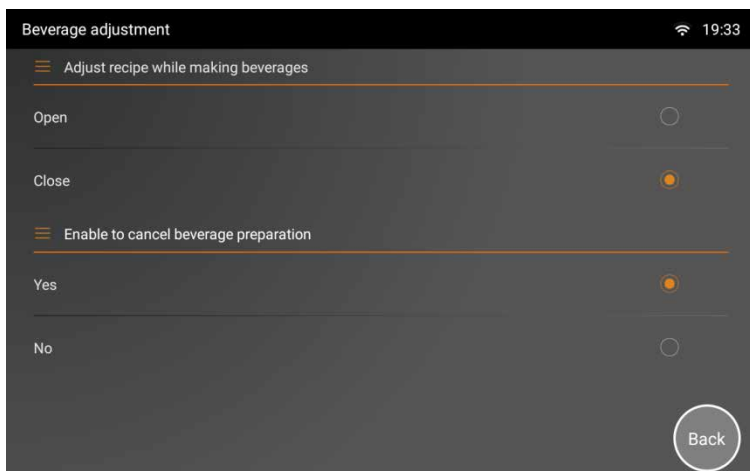 Beverage adjustment 19:33
Adjust recipe while making beverages
Open
Close
Enable to cancel beverage preparation
Yes
No
Back